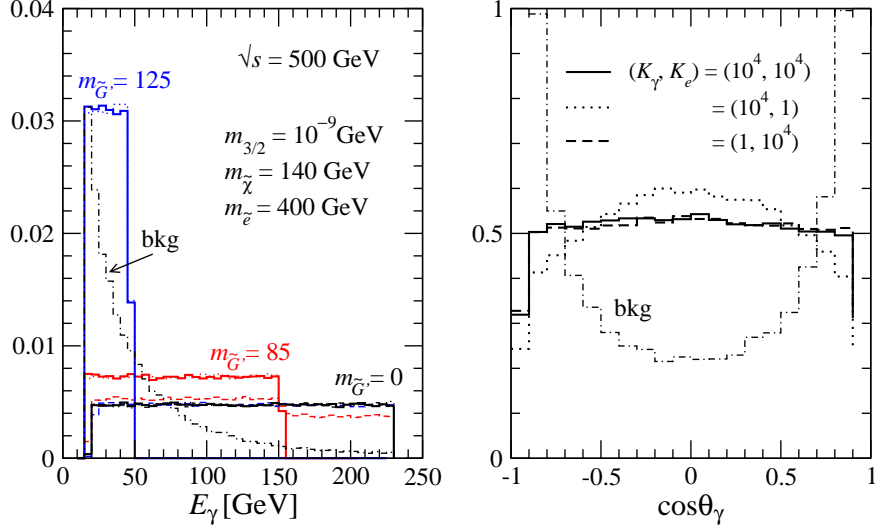 0.04
0.03
0.02
0.01
0
√s = 500 GeV
m_G̃' = 125
m_3/2 = 10^-9 GeV
m_χ̃ = 140 GeV
m_ẽ = 400 GeV
bkg
m_G̃' = 85
m_G̃' = 0
0 50 100 150 200 250
E_γ [GeV]
1
0.5
0
(K_γ, K_e) = (10^4, 10^4)
= (10^4, 1)
= (1, 10^4)
bkg
-1 -0.5 0 0.5 1
cosθ_γ